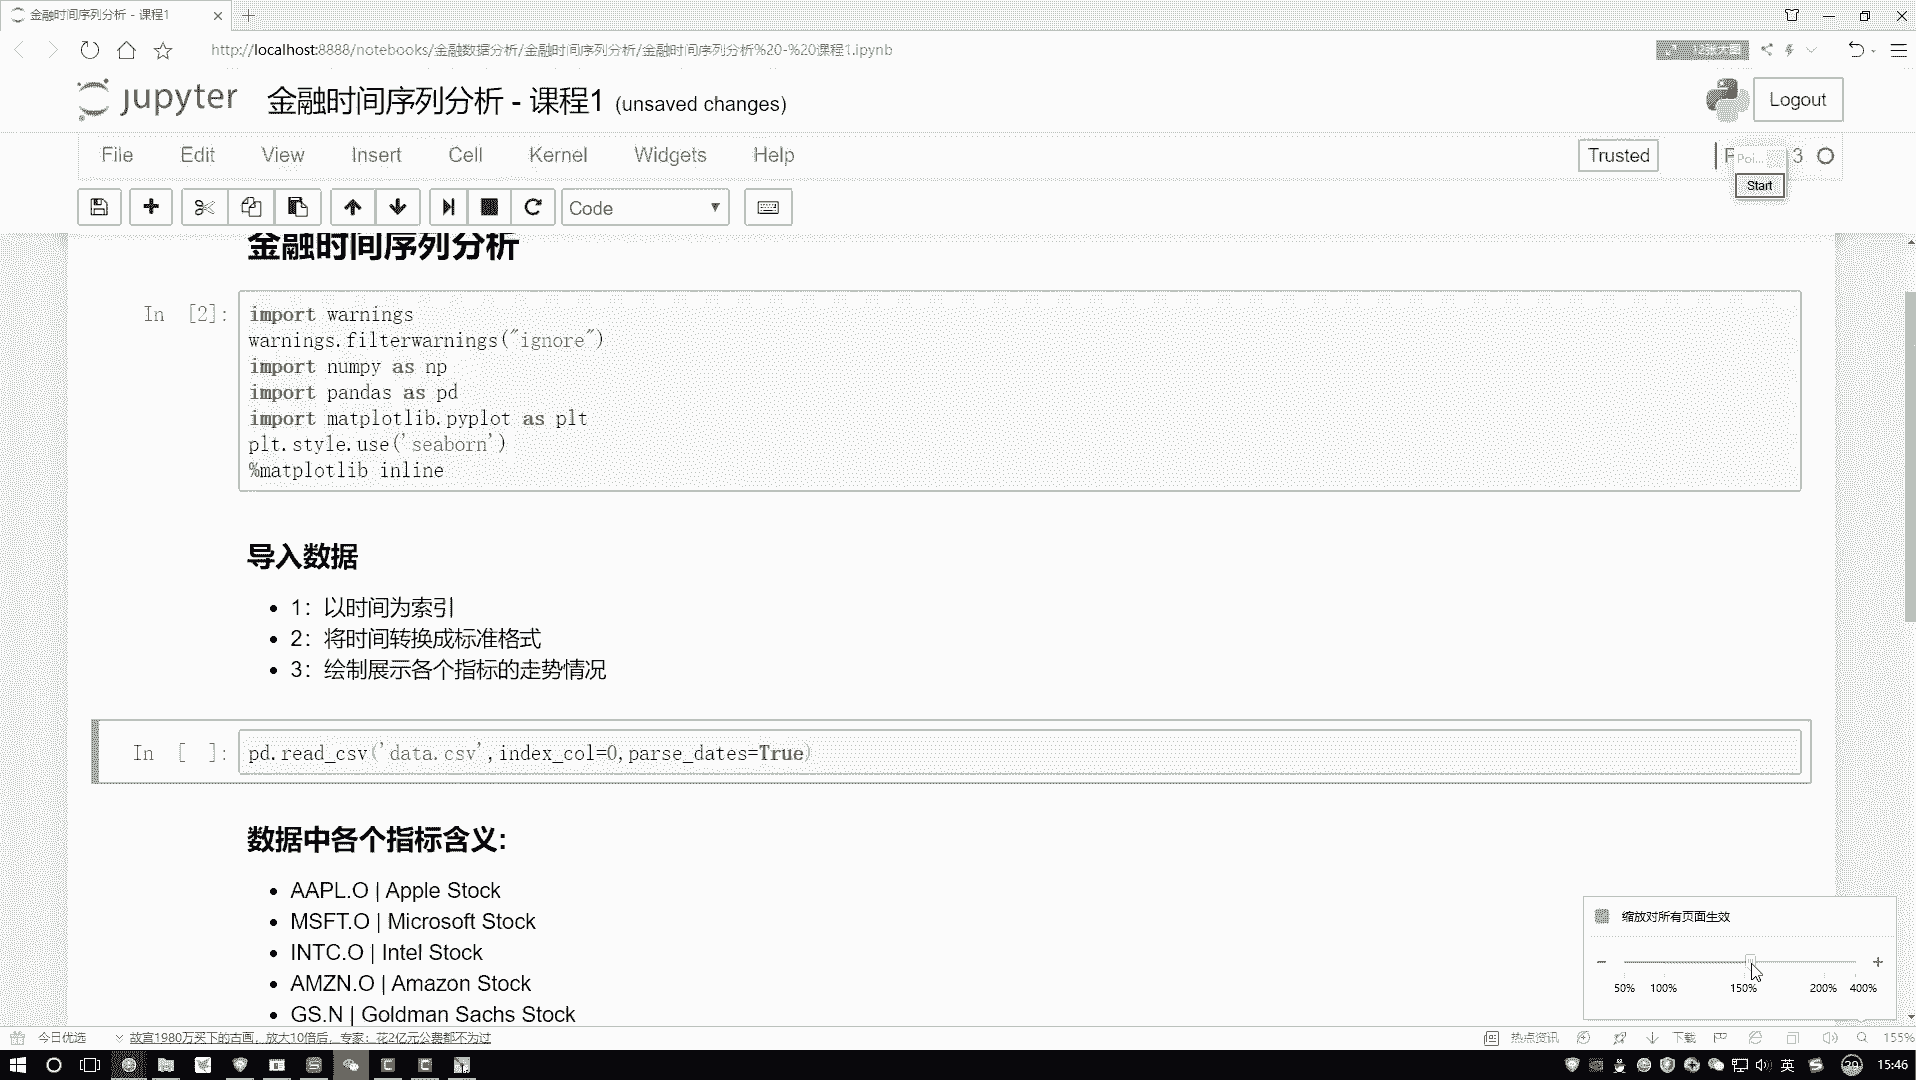 金融时间序列分析 - 课程1
http://localhost:8888/notebooks/金融数据分析/金融时间序列分析/金融时间序列分析%20-%20课程1.ipynb
jupyter 金融时间序列分析 - 课程1 (unsaved changes)
Logout
File Edit View Insert Cell Kernel Widgets Help
Trusted
3
Poi...
Start
Code
金融时间序列分析
In [2]:
import warnings
warnings.filterwarnings("ignore")
import numpy as np
import pandas as pd
import matplotlib.pyplot as plt
plt.style.use('seaborn')
%matplotlib inline
导入数据
1：以时间为索引
2：将时间转换成标准格式
3：绘制展示各个指标的走势情况
In [ ]:
pd.read_csv('data.csv',index_col=0,parse_dates=True)
数据中各个指标含义:
AAPL.O | Apple Stock
MSFT.O | Microsoft Stock
INTC.O | Intel Stock
AMZN.O | Amazon Stock
GS.N | Goldman Sachs Stock
缩放对所有页面生效
50% 100% 150% 200% 400%
今日优选
故宫1980万买下的古画，放大10倍后，专家：花2亿元公费都不为过
热点资讯
下载
155%
英
29
15:46